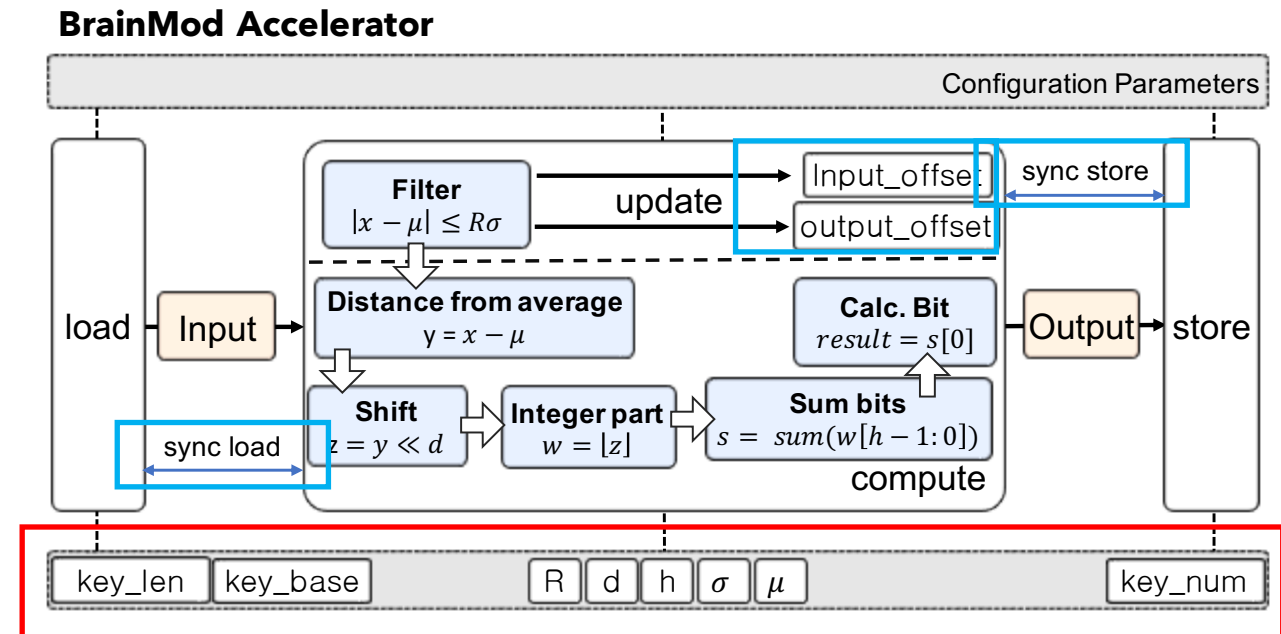 BrainMod Accelerator
Configuration Parameters
load
Input
sync load
Filter
|x − μ| ≤ Rσ
update
Input_offset
output_offset
sync store
Distance from average
y = x − μ
Shift
z = y ≪ d
Integer part
w = ⌊z⌋
Sum bits
s = sum(w[h − 1: 0])
Calc. Bit
result = s[0]
compute
Output
store
key_len
key_base
R
d
h
σ
μ
key_num